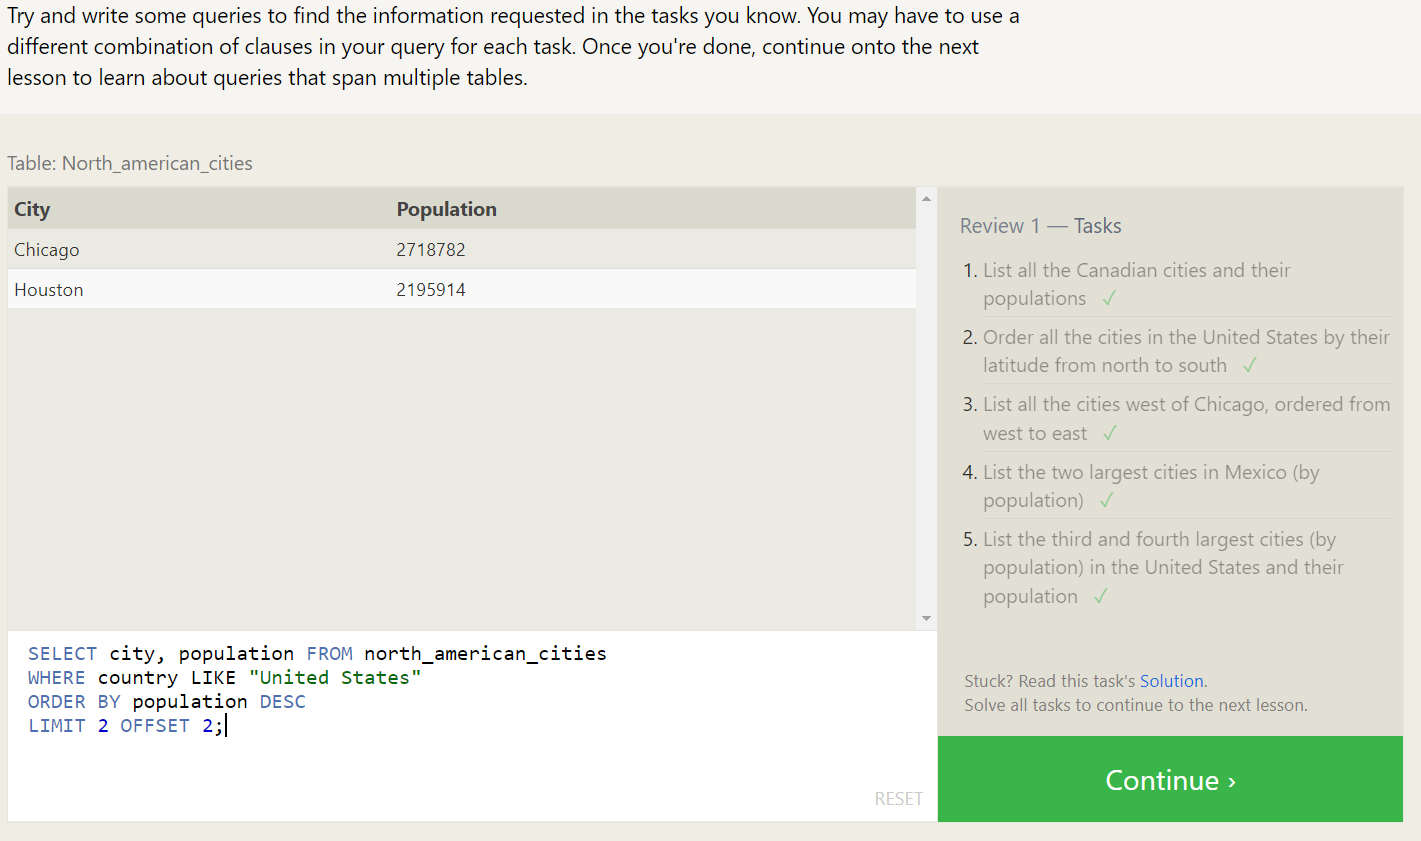 Try and write some queries to find the information requested in the tasks you know. You may have to use a
different combination of clauses in your query for each task. Once you're done, continue onto the next
lesson to learn about queries that span multiple tables.
Table: North_american_cities
City Population
Chicago 2718782
Houston 2195914
SELECT city, population FROM north_american_cities
WHERE country LIKE "United States"
ORDER BY population DESC
LIMIT 2 OFFSET 2;
RESET
Review 1 — Tasks
1. List all the Canadian cities and their
populations ✓
2. Order all the cities in the United States by their
latitude from north to south ✓
3. List all the cities west of Chicago, ordered from
west to east ✓
4. List the two largest cities in Mexico (by
population) ✓
5. List the third and fourth largest cities (by
population) in the United States and their
population ✓
Stuck? Read this task's Solution.
Solve all tasks to continue to the next lesson.
Continue ›